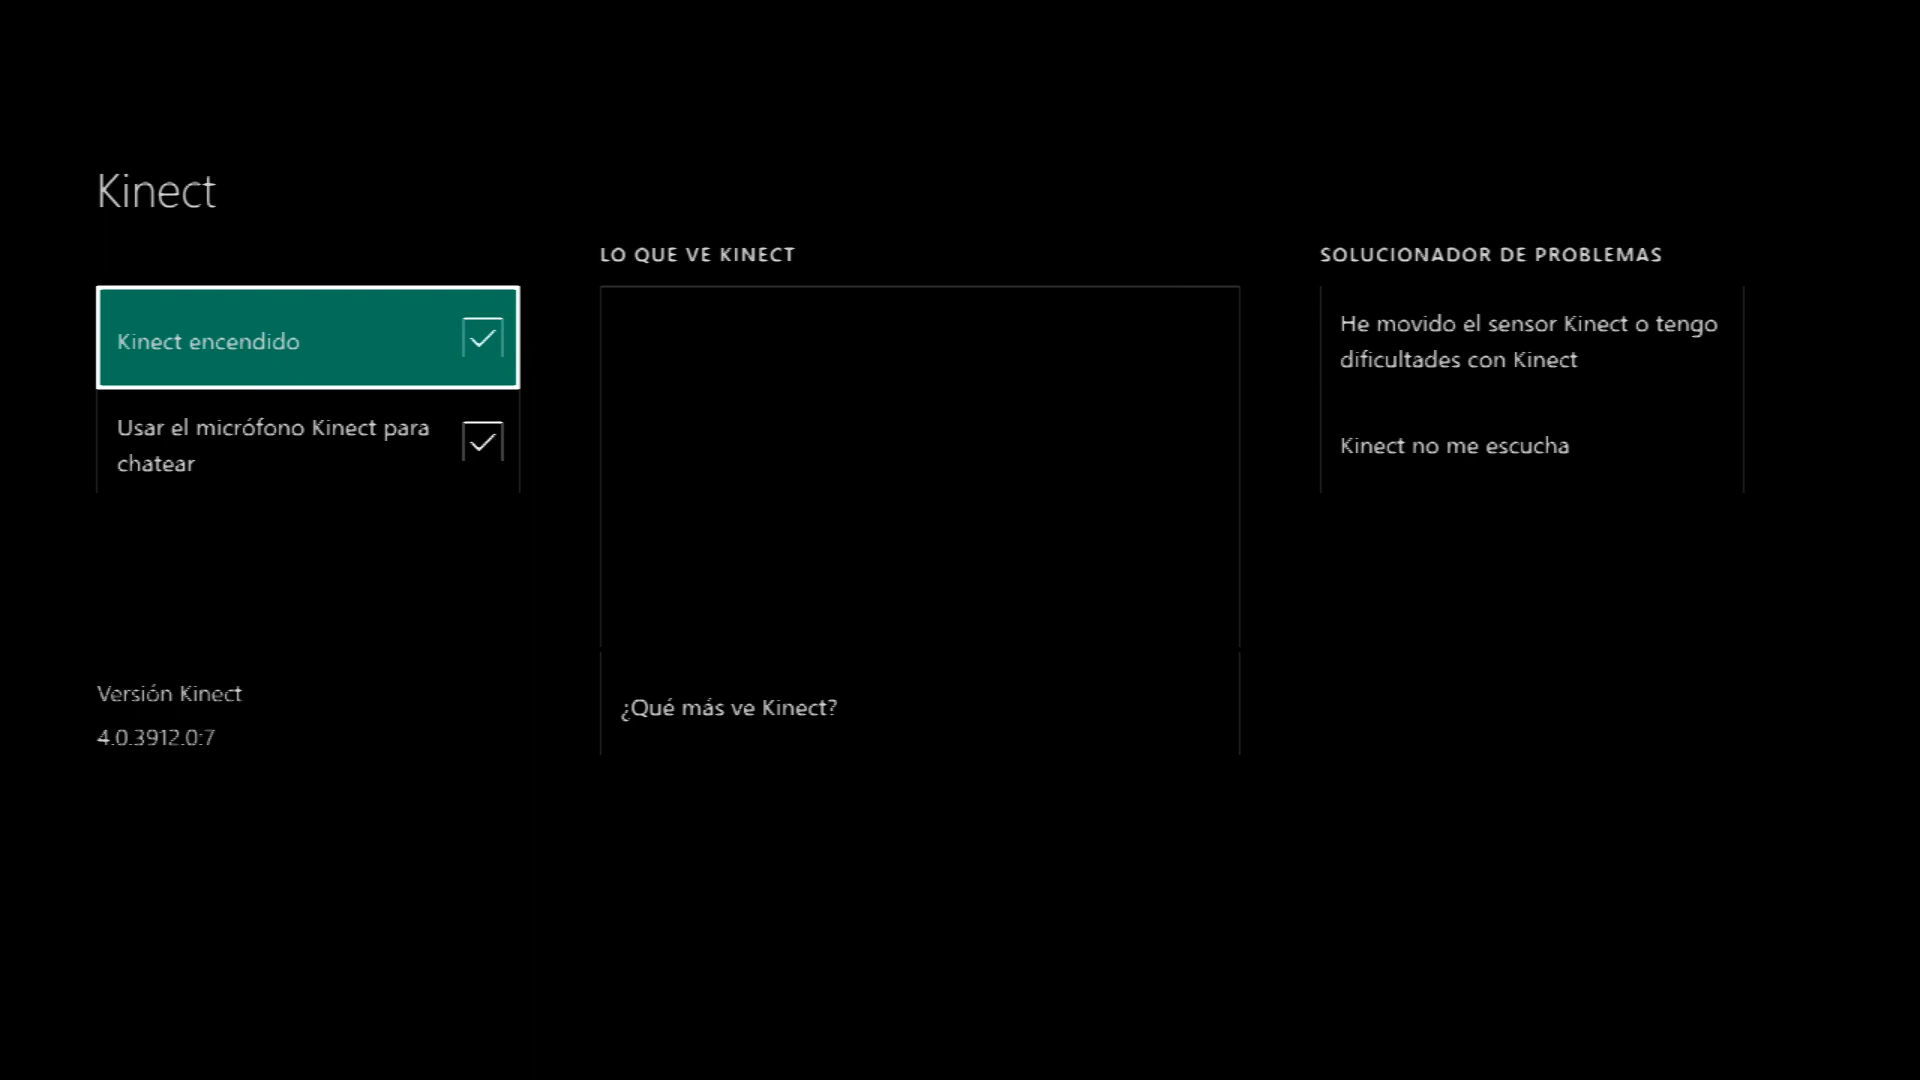 Kinect
LO QUE VE KINECT
SOLUCIONADOR DE PROBLEMAS
Kinect encendido
Usar el micrófono Kinect para
chatear
He movido el sensor Kinect o tengo
dificultades con Kinect
Kinect no me escucha
Versión Kinect
4.0.3912.0:7
¿Qué más ve Kinect?